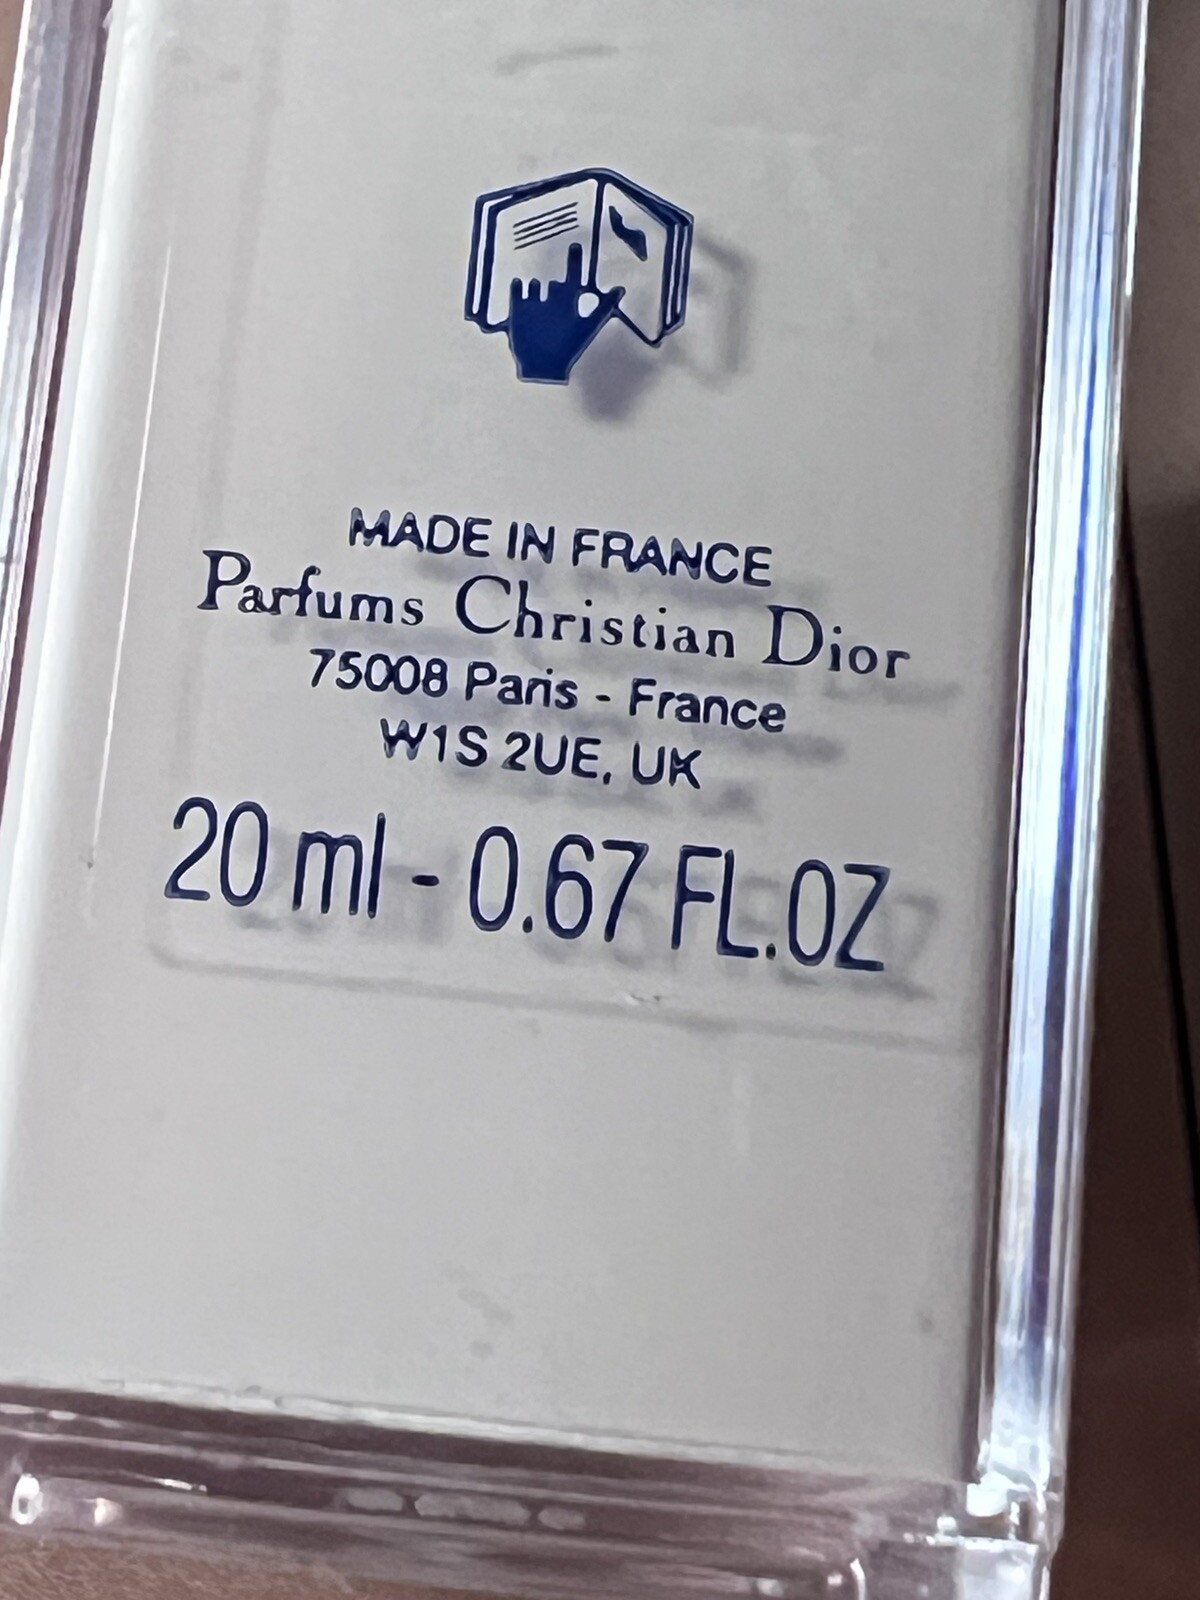 MADE IN FRANCE
Parfums Christian Dior
75008 Paris - France
W1S 2UE, UK
20 ml - 0.67 FL.OZ